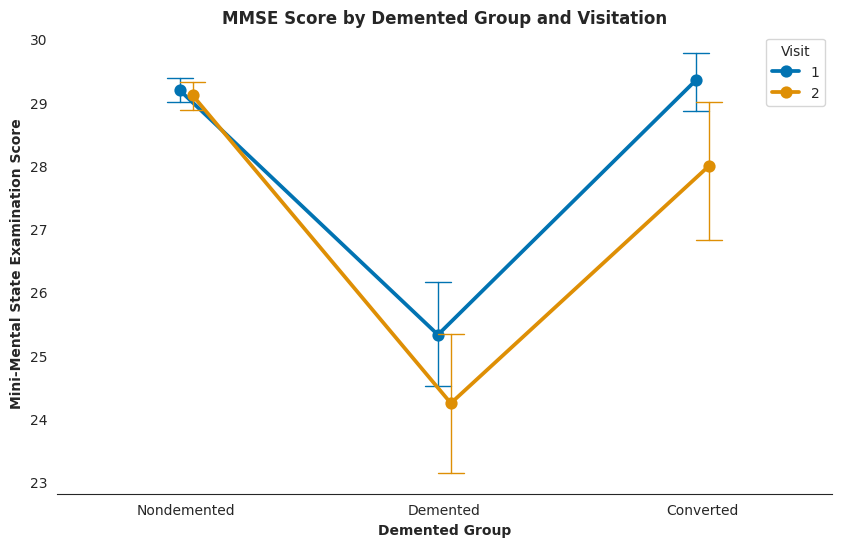 MMSE Score by Demented Group and Visitation
Mini-Mental State Examination Score
30
29
28
27
26
25
24
23
Visit
1
2
Nondemented Demented Converted
Demented Group